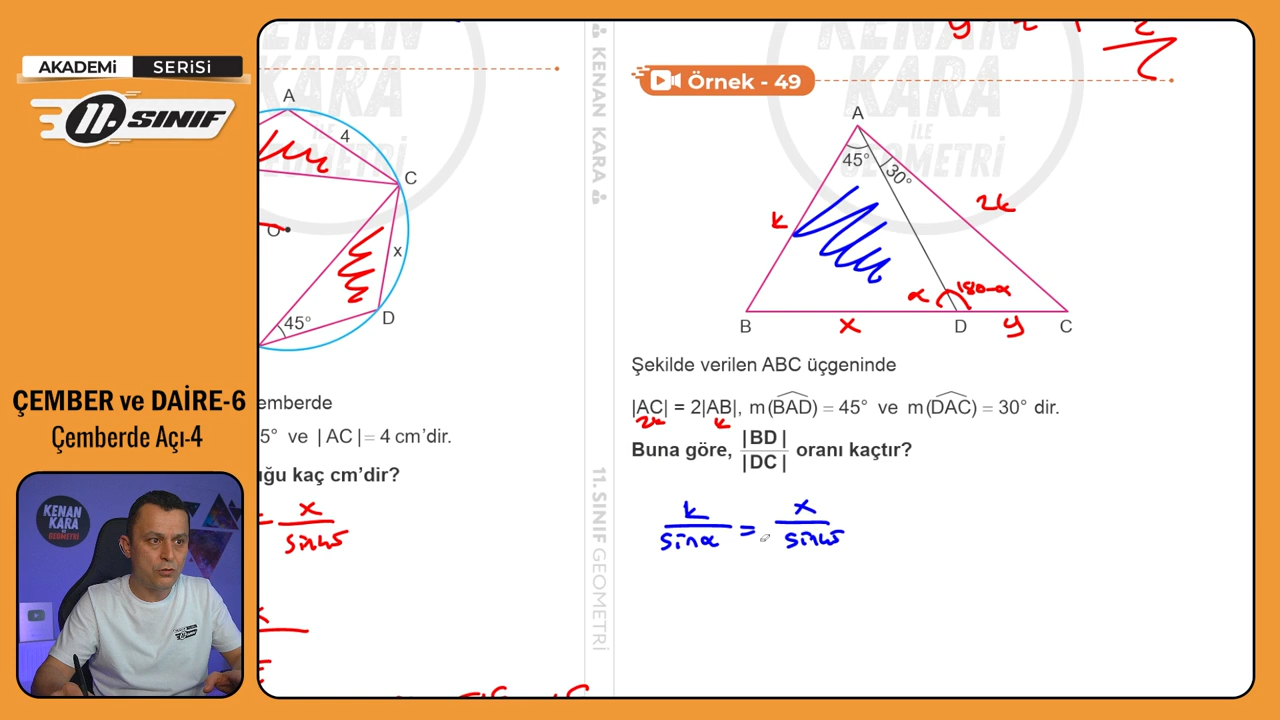 AKADEMİ SERİSİ
11. SINIF
ÇEMBER ve DAİRE-6
Çemberde Açı-4
KENAN
KARA
İLE
GEOMETRİ
A
4
C
O
x
45°
D
emberde
5° ve |AC|= 4 cm'dir.
uğu kaç cm'dir?
x
sin45
KENAN KARA
11. SINIF GEOMETRİ
Örnek - 49
KENAN
KARA
İLE
GEOMETRİ
A
45°
30°
k
2k
α
180-α
B
x
D
y
C
Şekilde verilen ABC üçgeninde
|AC| = 2|AB|, m(BAD) = 45° ve m(DAC) = 30° dir.
2k k
Buna göre, |BD| / |DC| oranı kaçtır?
k / sinα = x / sin45